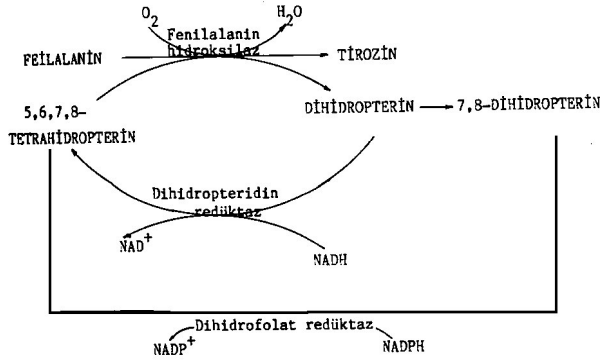 O2 H2O
Fenilalanin
hidroksilaz
FEİLALANİN TİROZİN
5,6,7,8-
TETRAHİDROPTERİN
DİHİDROPTERİN 7,8-DİHİDROPTERİN
Dihidropteridin
redüktaz
NAD+
NADH
Dihidrofolat redüktaz
NADP+ NADPH